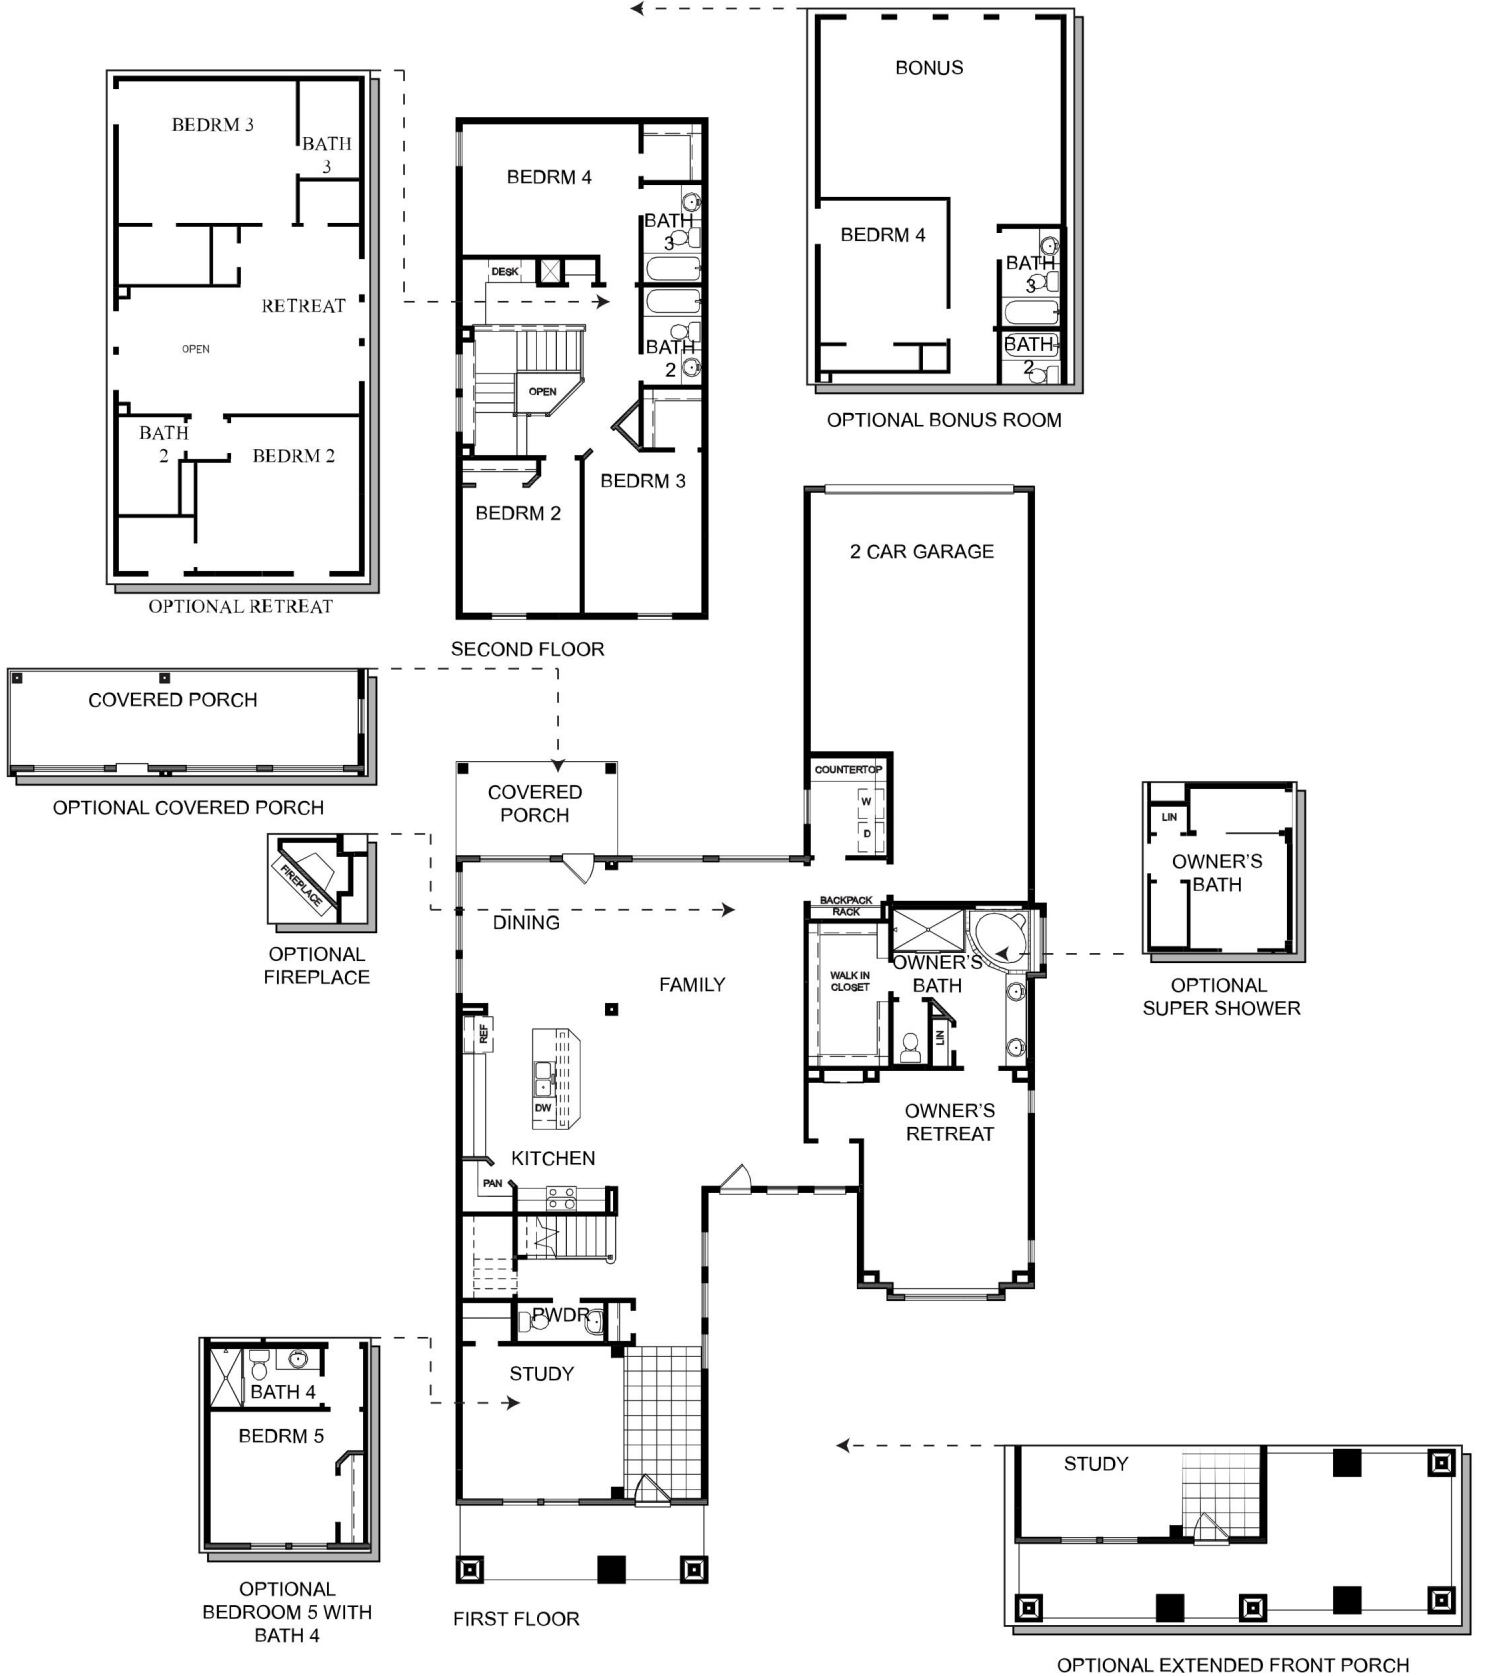 BONUS
BEDRM 4
BATH
3
BATH
2
OPTIONAL BONUS ROOM
BEDRM 3
BATH
3
RETREAT
OPEN
BATH
2
BEDRM 2
OPTIONAL RETREAT
BEDRM 4
BATH
3
DESK
BATH
2
OPEN
BEDRM 3
BEDRM 2
SECOND FLOOR
2 CAR GARAGE
COVERED PORCH
OPTIONAL COVERED PORCH
COVERED
PORCH
COUNTERTOP
W
D
FIREPLACE
OPTIONAL
FIREPLACE
LIN
OWNER'S
BATH
OPTIONAL
SUPER SHOWER
BACKPACK
RACK
DINING
FAMILY
WALK IN
CLOSET
OWNER'S
BATH
LIN
REF
DW
KITCHEN
PAN
OWNER'S
RETREAT
PWDR
STUDY
BATH 4
BEDRM 5
OPTIONAL
BEDROOM 5 WITH
BATH 4
FIRST FLOOR
STUDY
OPTIONAL EXTENDED FRONT PORCH